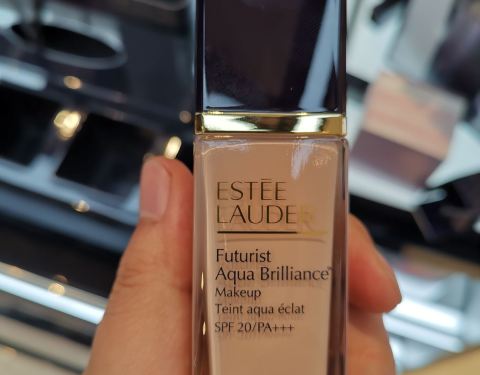 ESTĒE
LAUDER
Futurist
Aqua Brilliance™
Makeup
Teint aqua éclat
SPF 20/PA+++